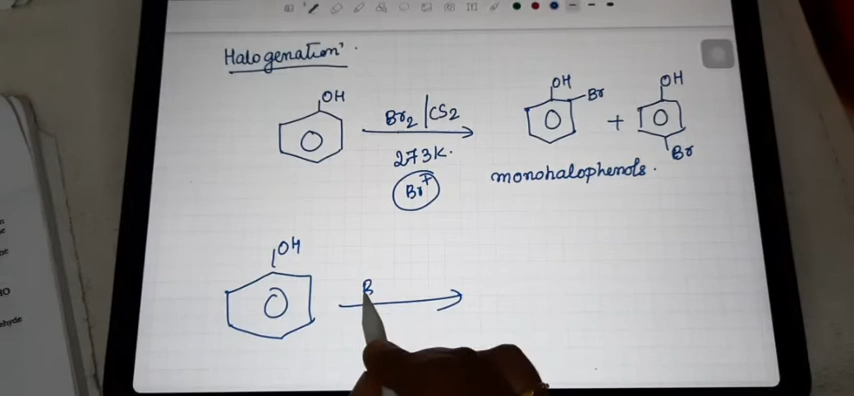 Halogenation
OH
Br₂ | CS₂
273K.
Br⁺
OH
Br
+
OH
Br
monohalophenols.
OH
B